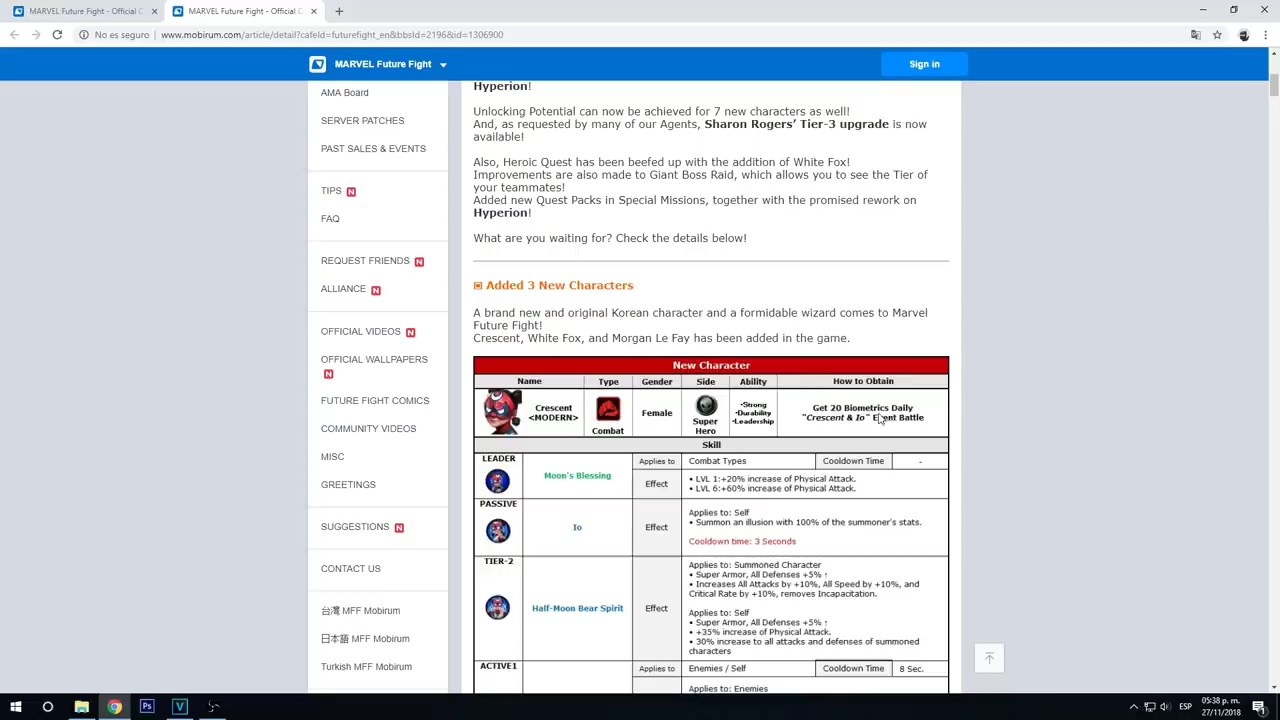 MARVEL Future Fight - Official C
MARVEL Future Fight - Official C
No es seguro
www.mobirum.com/article/detail?cafeId=futurefight_en&bbsId=2196&id=1306900
MARVEL Future Fight
Sign in
AMA Board
SERVER PATCHES
PAST SALES & EVENTS
TIPS N
FAQ
REQUEST FRIENDS N
ALLIANCE N
OFFICIAL VIDEOS N
OFFICIAL WALLPAPERS
N
FUTURE FIGHT COMICS
COMMUNITY VIDEOS
MISC
GREETINGS
SUGGESTIONS N
CONTACT US
台灣 MFF Mobirum
日本語 MFF Mobirum
Turkish MFF Mobirum
Hyperion!
Unlocking Potential can now be achieved for 7 new characters as well!
And, as requested by many of our Agents, Sharon Rogers’ Tier-3 upgrade is now
available!
Also, Heroic Quest has been beefed up with the addition of White Fox!
Improvements are also made to Giant Boss Raid, which allows you to see the Tier of
your teammates!
Added new Quest Packs in Special Missions, together with the promised rework on
Hyperion!
What are you waiting for? Check the details below!
▣ Added 3 New Characters
A brand new and original Korean character and a formidable wizard comes to Marvel
Future Fight!
Crescent, White Fox, and Morgan Le Fay has been added in the game.
New Character
Name Type Gender Side Ability How to Obtain
Crescent
<MODERN>
Combat
Female
Super
Hero
•Strong
•Durability
•Leadership
Get 20 Biometrics Daily
"Crescent & Io" Event Battle
Skill
LEADER
Moon's Blessing
Applies to Combat Types Cooldown Time -
Effect
• LVL 1:+20% increase of Physical Attack.
• LVL 6:+60% increase of Physical Attack.
PASSIVE
Io
Effect
Applies to: Self
• Summon an illusion with 100% of the summoner's stats.
Cooldown time: 3 Seconds
TIER-2
Half-Moon Bear Spirit
Effect
Applies to: Summoned Character
• Super Armor, All Defenses +5% ↑
• Increases All Attacks by +10%, All Speed by +10%, and
Critical Rate by +10%, removes Incapacitation.
Applies to: Self
• Super Armor, All Defenses +5% ↑
• +35% increase of Physical Attack.
• 30% increase to all attacks and defenses of summoned
characters
ACTIVE1
Applies to Enemies / Self Cooldown Time 8 Sec.
Applies to: Enemies
ESP
05:38 p. m.
27/11/2018